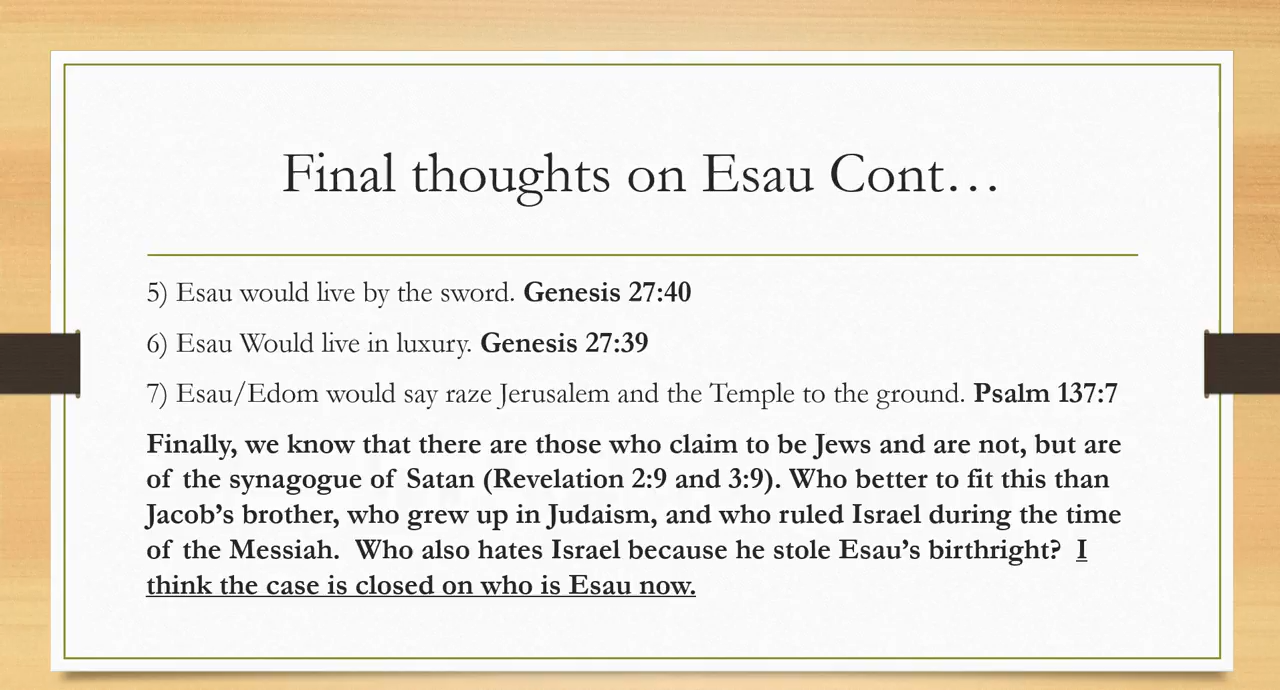 Final thoughts on Esau Cont…
5) Esau would live by the sword. Genesis 27:40
6) Esau Would live in luxury. Genesis 27:39
7) Esau/Edom would say raze Jerusalem and the Temple to the ground. Psalm 137:7
Finally, we know that there are those who claim to be Jews and are not, but are
of the synagogue of Satan (Revelation 2:9 and 3:9). Who better to fit this than
Jacob’s brother, who grew up in Judaism, and who ruled Israel during the time
of the Messiah.  Who also hates Israel because he stole Esau’s birthright?  I
think the case is closed on who is Esau now.